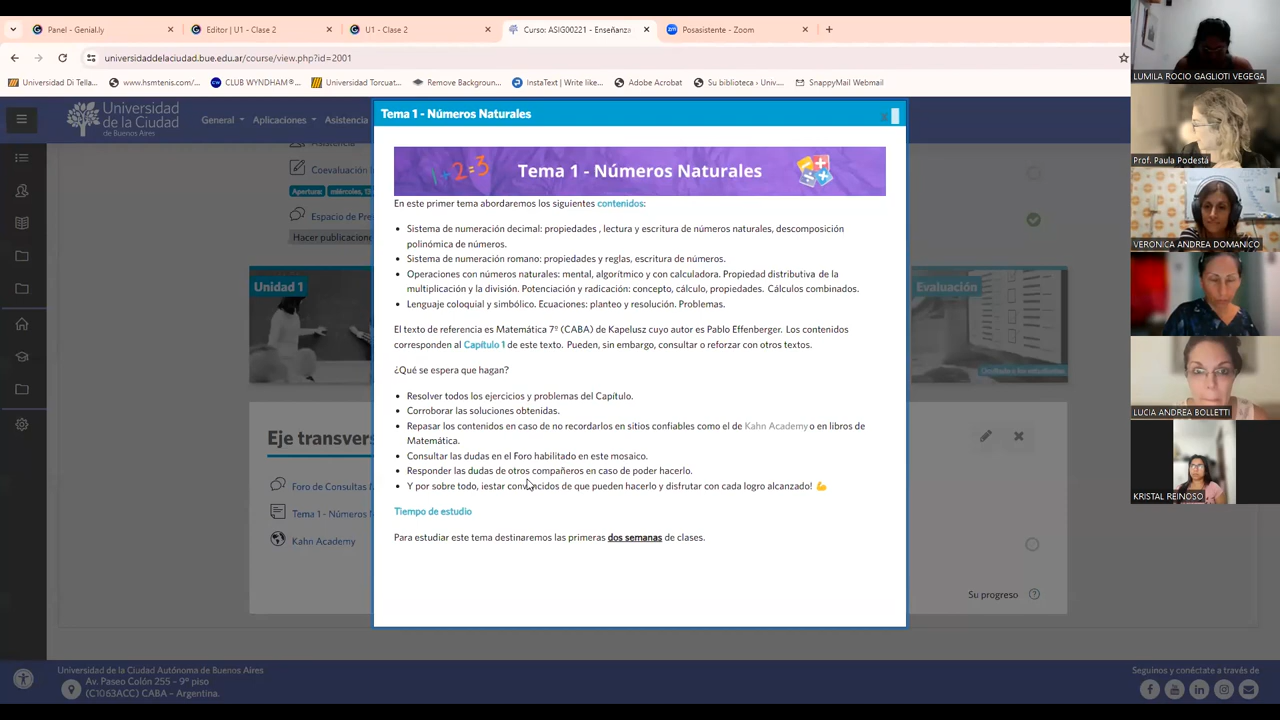 Panel - Genial.ly
Editor | U1 - Clase 2
U1 - Clase 2
Curso: ASIG00221 - Enseñanza
Posasistente - Zoom
universidaddelaciudad.bue.edu.ar/course/view.php?id=2001
Universidad Di Tella...
www.hsmtenis.com/...
CLUB WYNDHAM®...
Universidad Torcuat...
Remove Backgroun...
InstaText | Write like...
Adobe Acrobat
Su biblioteca › Univ...
SnappyMail Webmail
Universidad
de la Ciudad
de Buenos Aires
General
Aplicaciones
Asistencia
Asistencia
Coevaluación
Apertura: miércoles, 13
Espacio de Pre
Hacer publicacione
Unidad 1
Evaluación
Eje transver
Foro de Consultas
Tema 1 - Números
Kahn Academy
Su progreso
Tema 1 - Números Naturales
1+2=3
Tema 1 - Números Naturales
En este primer tema abordaremos los siguientes contenidos:
Sistema de numeración decimal: propiedades , lectura y escritura de números naturales, descomposición
polinómica de números.
Sistema de numeración romano: propiedades y reglas, escritura de números.
Operaciones con números naturales: mental, algorítmico y con calculadora. Propiedad distributiva de la
multiplicación y la división. Potenciación y radicación: concepto, cálculo, propiedades. Cálculos combinados.
Lenguaje coloquial y simbólico. Ecuaciones: planteo y resolución. Problemas.
El texto de referencia es Matemática 7º (CABA) de Kapelusz cuyo autor es Pablo Effenberger. Los contenidos
corresponden al Capítulo 1 de este texto. Pueden, sin embargo, consultar o reforzar con otros textos.
¿Qué se espera que hagan?
Resolver todos los ejercicios y problemas del Capítulo.
Corroborar las soluciones obtenidas.
Repasar los contenidos en caso de no recordarlos en sitios confiables como el de Kahn Academy o en libros de
Matemática.
Consultar las dudas en el Foro habilitado en este mosaico.
Responder las dudas de otros compañeros en caso de poder hacerlo.
Y por sobre todo, ¡estar convencidos de que pueden hacerlo y disfrutar con cada logro alcanzado! 💪
Tiempo de estudio
Para estudiar este tema destinaremos las primeras dos semanas de clases.
Universidad de la Ciudad Autónoma de Buenos Aires
Av. Paseo Colón 255 - 9º piso
(C1063ACC) CABA – Argentina.
Seguinos y conéctate a través de
LUMILA ROCIO GAGLIOTI VEGEGA
Prof. Paula Podestá
VERONICA ANDREA DOMANICO
LUCIA ANDREA BOLLETTI
KRISTAL REINOSO